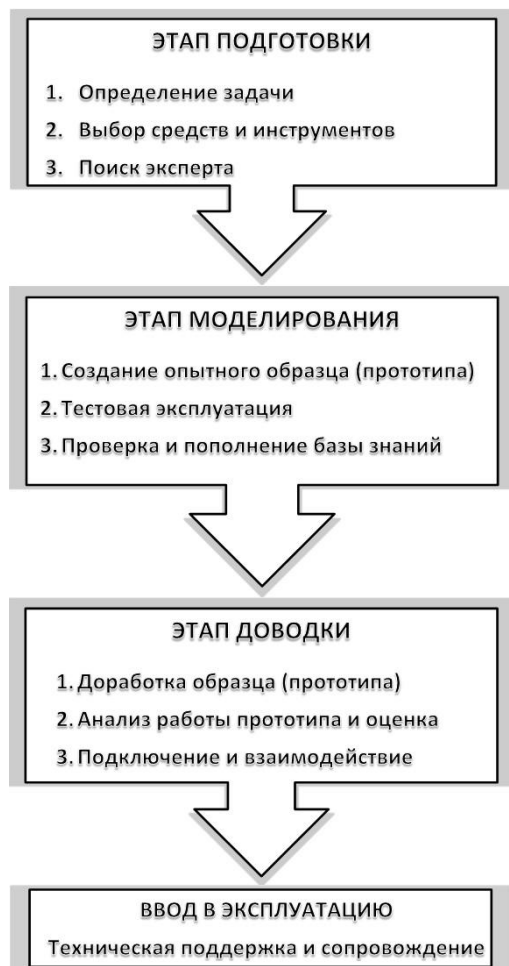 ЭТАП ПОДГОТОВКИ
1. Определение задачи
2. Выбор средств и инструментов
3. Поиск эксперта
ЭТАП МОДЕЛИРОВАНИЯ
1. Создание опытного образца (прототипа)
2. Тестовая эксплуатация
3. Проверка и пополнение базы знаний
ЭТАП ДОВОДКИ
1. Доработка образца (прототипа)
2. Анализ работы прототипа и оценка
3. Подключение и взаимодействие
ВВОД В ЭКСПЛУАТАЦИЮ
Техническая поддержка и сопровождение